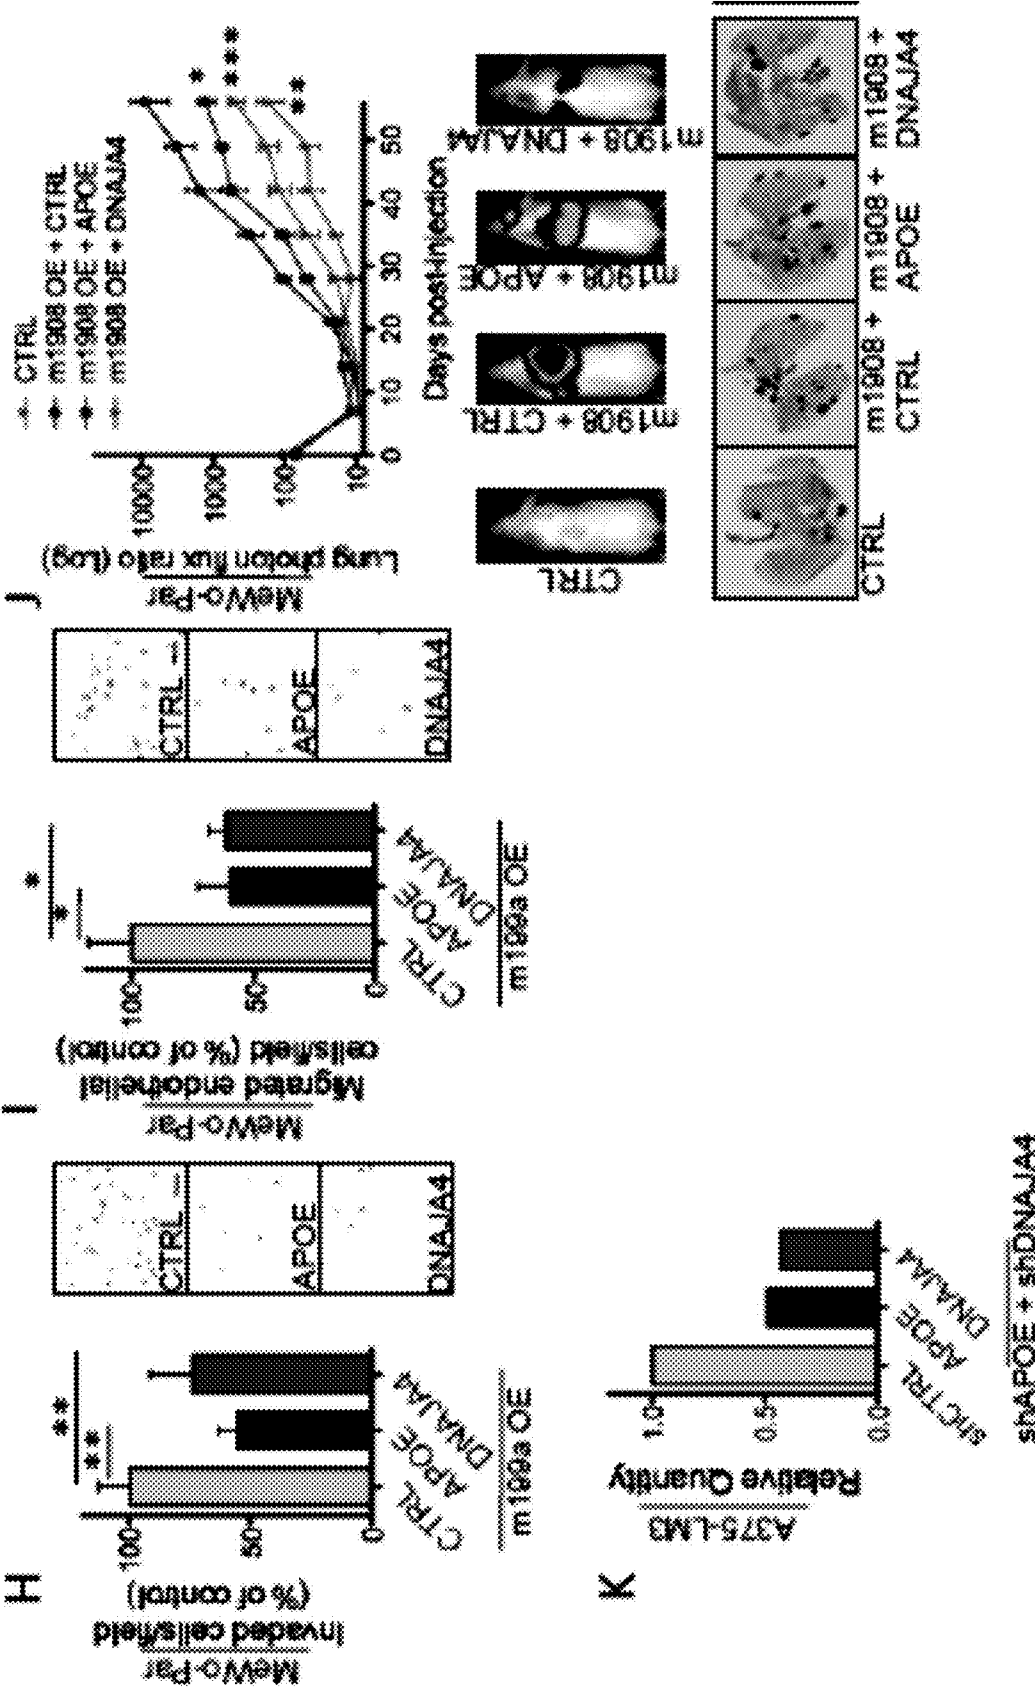 H
MeWo-Par
Invaded cells/field
(% of control)
100
50
0
**
**
CTRL
APOE
DNAJA4
m199a OE
CTRL
APOE
DNAJA4
I
MeWo-Par
Migrated endothelial
cells/field (% of control)
100
50
0
*
*
CTRL
APOE
DNAJA4
m199a OE
CTRL
APOE
DNAJA4
J
MeWo-Par
Lung photon flux ratio (Log)
10000
1000
100
10
0
10
20
30
40
50
Days post-injection
CTRL
m1908 OE + CTRL
m1908 OE + APOE
m1908 OE + DNAJA4
*
****
**
CTRL
m1908 + CTRL
m1908 + APOE
m1908 + DNAJA4
CTRL
m1908 +
CTRL
m1908 +
APOE
m1908 +
DNAJA4
K
A375-LM3
Relative Quantity
1.0
0.5
0.0
shCTRL
APOE
DNAJA4
shAPOE + shDNAJA4